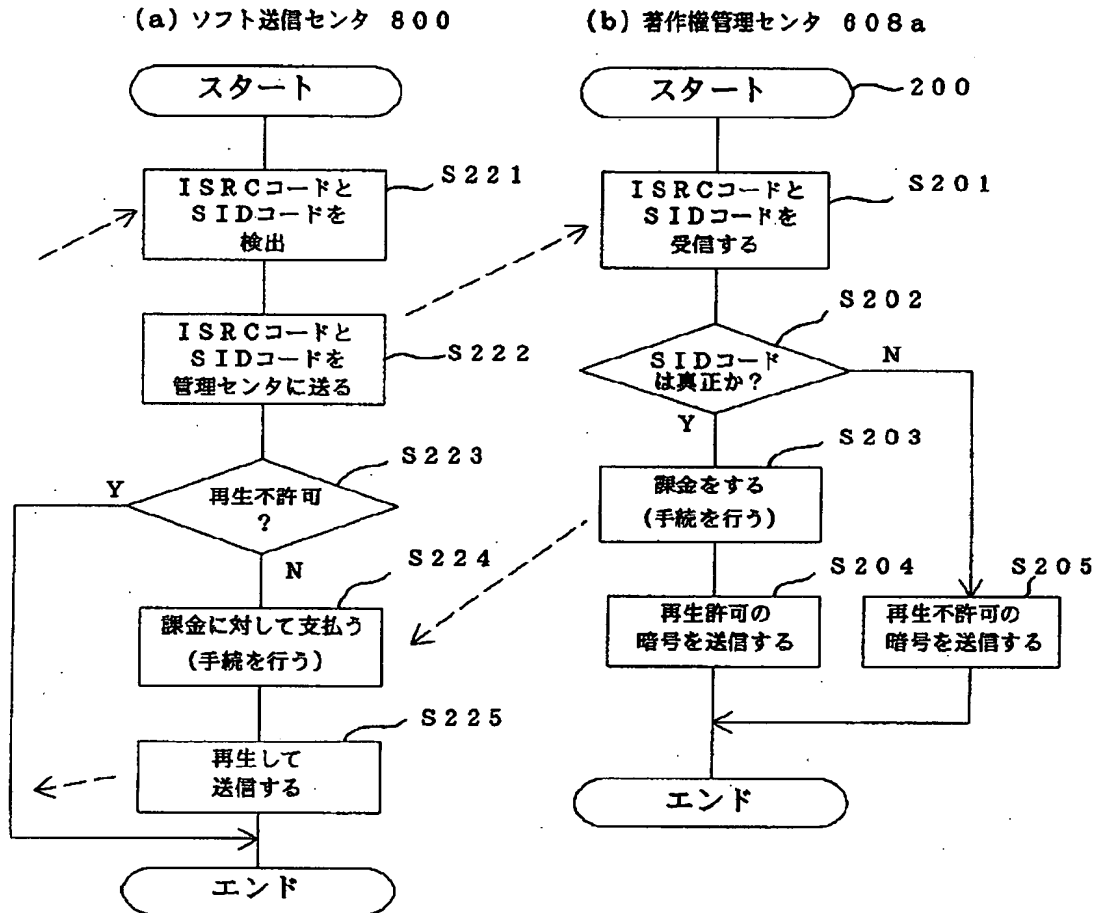 (a) ソフト送信センタ 800
スタート
ISRCコードと
SIDコードを
検出
S221
ISRCコードと
SIDコードを
管理センタに送る
S222
再生不許可
?
S223
Y
N
課金に対して支払う
(手続を行う)
S224
再生して
送信する
S225
エンド
(b) 著作権管理センタ 608a
スタート
200
ISRCコードと
SIDコードを
受信する
S201
SIDコード
は真正か?
S202
N
Y
課金をする
(手続を行う)
S203
再生許可の
暗号を送信する
S204
再生不許可の
暗号を送信する
S205
エンド